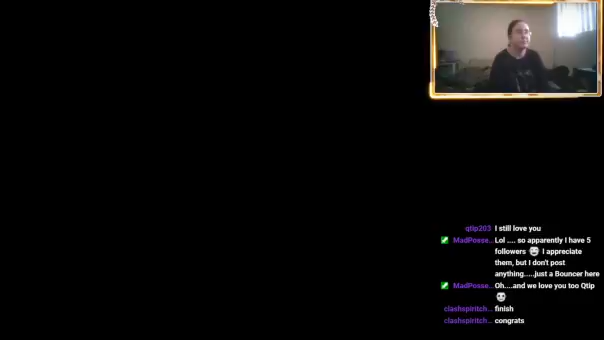 qtip203 I still love you
MadPosse... Lol .... so apparently I have 5
followers I appreciate
them, but I don't post
anything.....just a Bouncer here
MadPosse... Oh....and we love you too Qtip
clashspiritch... finish
clashspiritch... congrats